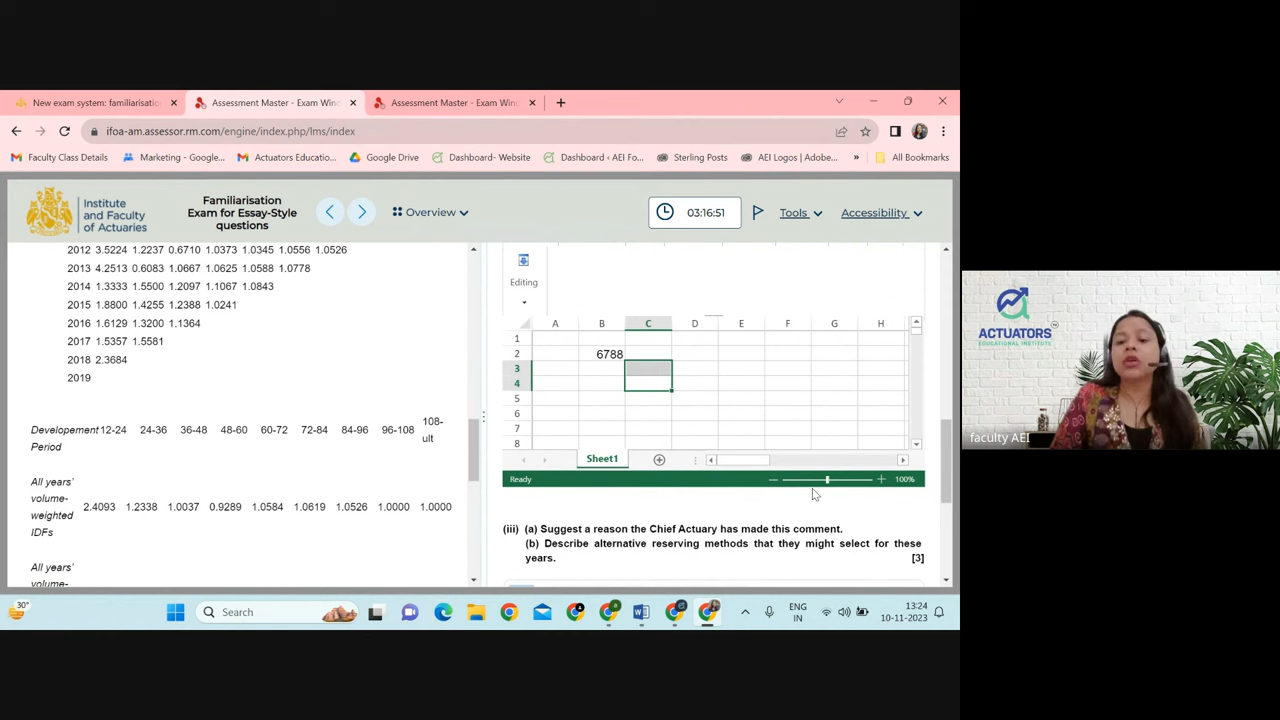 New exam system: familiarisatio
Assessment Master - Exam Wind
Assessment Master - Exam Wind
ifoa-am.assessor.rm.com/engine/index.php/lms/index
Faculty Class Details
Marketing - Google...
Actuators Educatio...
Google Drive
Dashboard- Website
Dashboard ‹ AEI Fo...
Sterling Posts
AEI Logos | Adobe...
»
All Bookmarks
Institute
and Faculty
of Actuaries
Familiarisation
Exam for Essay-Style
questions
Overview
03:16:51
Tools
Accessibility
2012 3.5224 1.2237 0.6710 1.0373 1.0345 1.0556 1.0526
2013 4.2513 0.6083 1.0667 1.0625 1.0588 1.0778
2014 1.3333 1.5500 1.2097 1.1067 1.0843
2015 1.8800 1.4255 1.2388 1.0241
2016 1.6129 1.3200 1.1364
2017 1.5357 1.5581
2018 2.3684
2019
Developement 12-24 24-36 36-48 48-60 60-72 72-84 84-96 96-108 108-
Period ult
All years'
volume-
weighted 2.4093 1.2338 1.0037 0.9289 1.0584 1.0619 1.0526 1.0000 1.0000
IDFs
All years'
volume-
Editing
A B C D E F G H
1
2 6788
3
4
5
6
7
8
Sheet1
Ready
100%
(iii) (a) Suggest a reason the Chief Actuary has made this comment.
(b) Describe alternative reserving methods that they might select for these
years. [3]
ACTUATORS
EDUCATIONAL INSTITUTE
faculty AEI
30°
Search
ENG
IN
13:24
10-11-2023